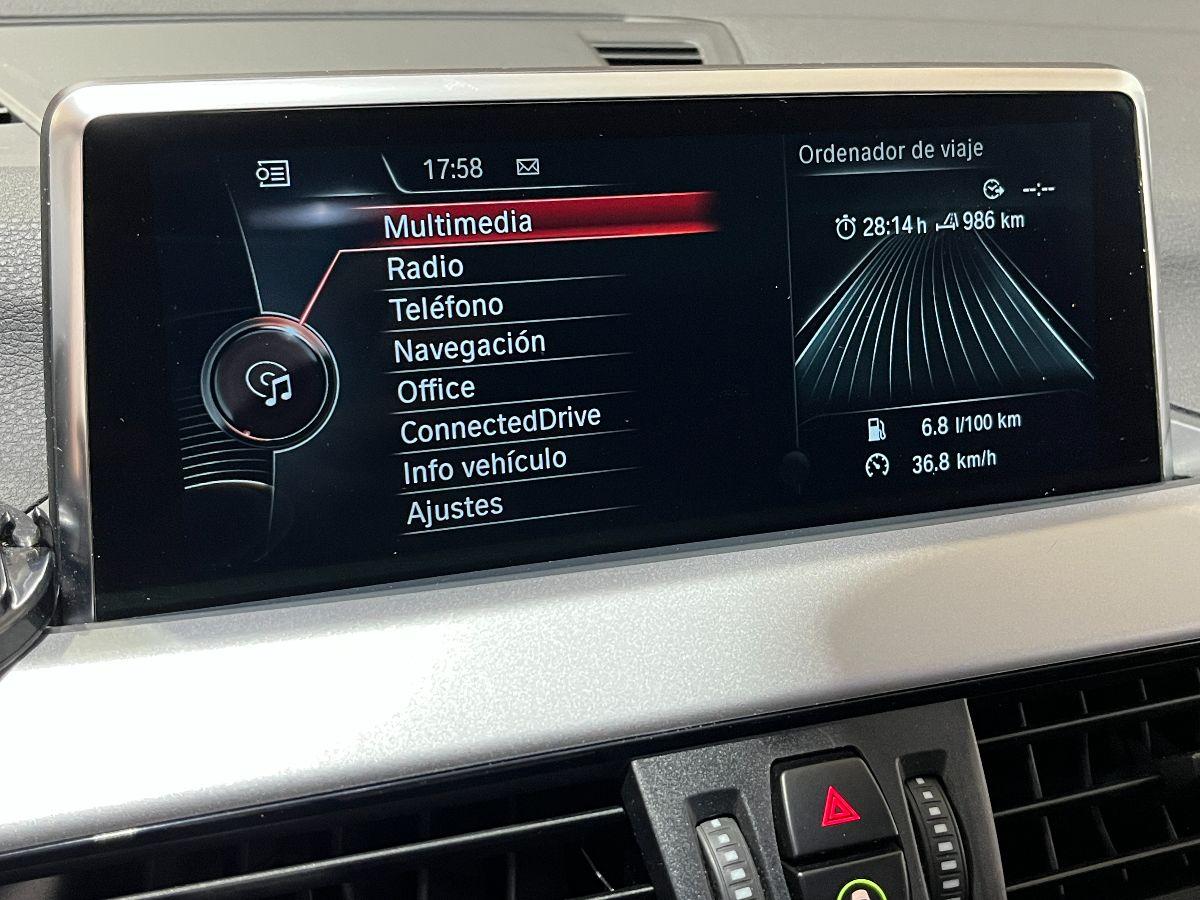 17:58
Multimedia
Radio
Teléfono
Navegación
Office
ConnectedDrive
Info vehículo
Ajustes
Ordenador de viaje
--:--
28:14 h 986 km
6.8 l/100 km
36.8 km/h